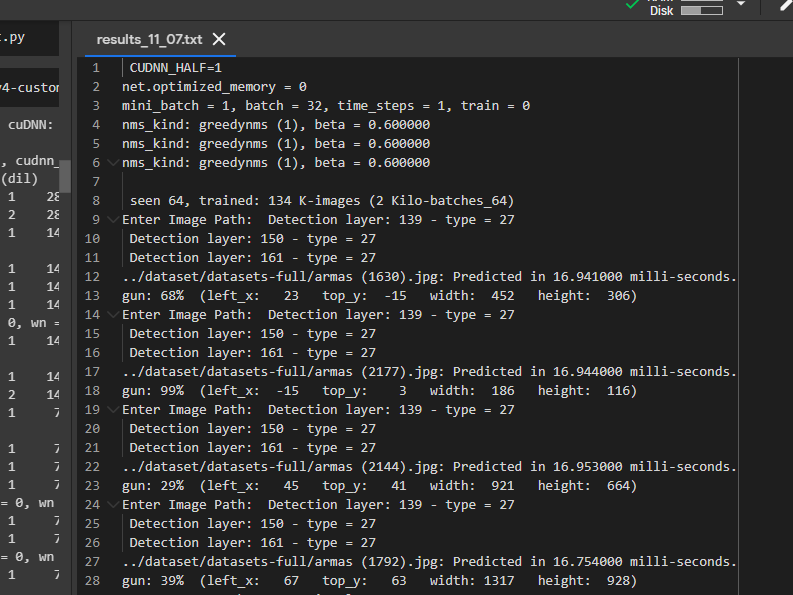 Disk
t.py
results_11_07.txt
v4-custom
cuDNN:
, cudnn_
(dil)
1 28
2 28
1 14
1 14
1 14
1 14
0, wn =
1 14
1 14
2 14
1 7
1 7
1 7
1 7
= 0, wn
1 7
1 7
= 0, wn
1 7
1 CUDNN_HALF=1
2 net.optimized_memory = 0
3 mini_batch = 1, batch = 32, time_steps = 1, train = 0
4 nms_kind: greedynms (1), beta = 0.600000
5 nms_kind: greedynms (1), beta = 0.600000
6 nms_kind: greedynms (1), beta = 0.600000
7
8 seen 64, trained: 134 K-images (2 Kilo-batches_64)
9 Enter Image Path: Detection layer: 139 - type = 27
10 Detection layer: 150 - type = 27
11 Detection layer: 161 - type = 27
12 ../dataset/datasets-full/armas (1630).jpg: Predicted in 16.941000 milli-seconds.
13 gun: 68% (left_x: 23 top_y: -15 width: 452 height: 306)
14 Enter Image Path: Detection layer: 139 - type = 27
15 Detection layer: 150 - type = 27
16 Detection layer: 161 - type = 27
17 ../dataset/datasets-full/armas (2177).jpg: Predicted in 16.944000 milli-seconds.
18 gun: 99% (left_x: -15 top_y: 3 width: 186 height: 116)
19 Enter Image Path: Detection layer: 139 - type = 27
20 Detection layer: 150 - type = 27
21 Detection layer: 161 - type = 27
22 ../dataset/datasets-full/armas (2144).jpg: Predicted in 16.953000 milli-seconds.
23 gun: 29% (left_x: 45 top_y: 41 width: 921 height: 664)
24 Enter Image Path: Detection layer: 139 - type = 27
25 Detection layer: 150 - type = 27
26 Detection layer: 161 - type = 27
27 ../dataset/datasets-full/armas (1792).jpg: Predicted in 16.754000 milli-seconds.
28 gun: 39% (left_x: 67 top_y: 63 width: 1317 height: 928)